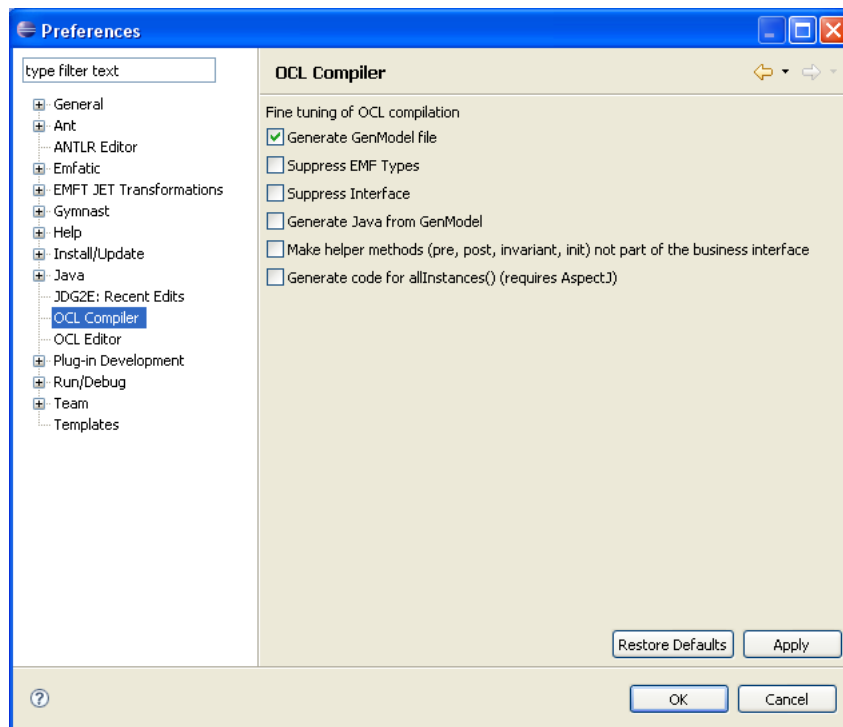 Preferences
type filter text
General
Ant
ANTLR Editor
Emfatic
EMFT JET Transformations
Gymnast
Help
Install/Update
Java
JDG2E: Recent Edits
OCL Compiler
OCL Editor
Plug-in Development
Run/Debug
Team
Templates
OCL Compiler
Fine tuning of OCL compilation
Generate GenModel file
Suppress EMF Types
Suppress Interface
Generate Java from GenModel
Make helper methods (pre, post, invariant, init) not part of the business interface
Generate code for allInstances() (requires AspectJ)
Restore Defaults Apply
OK Cancel